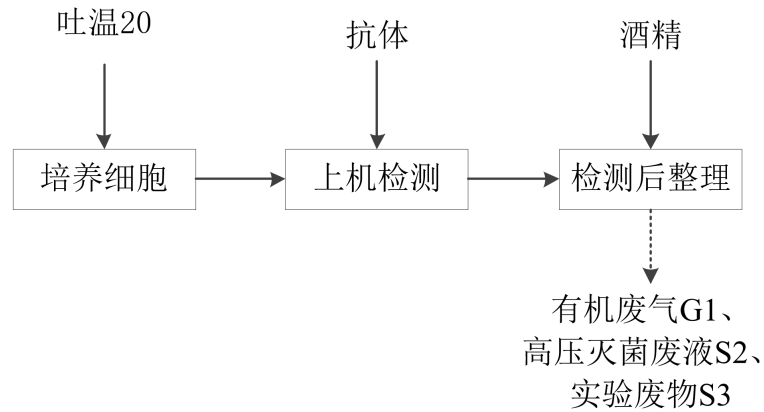 吐温20
抗体
酒精
培养细胞
上机检测
检测后整理
有机废气G1、
高压灭菌废液S2、
实验废物S3